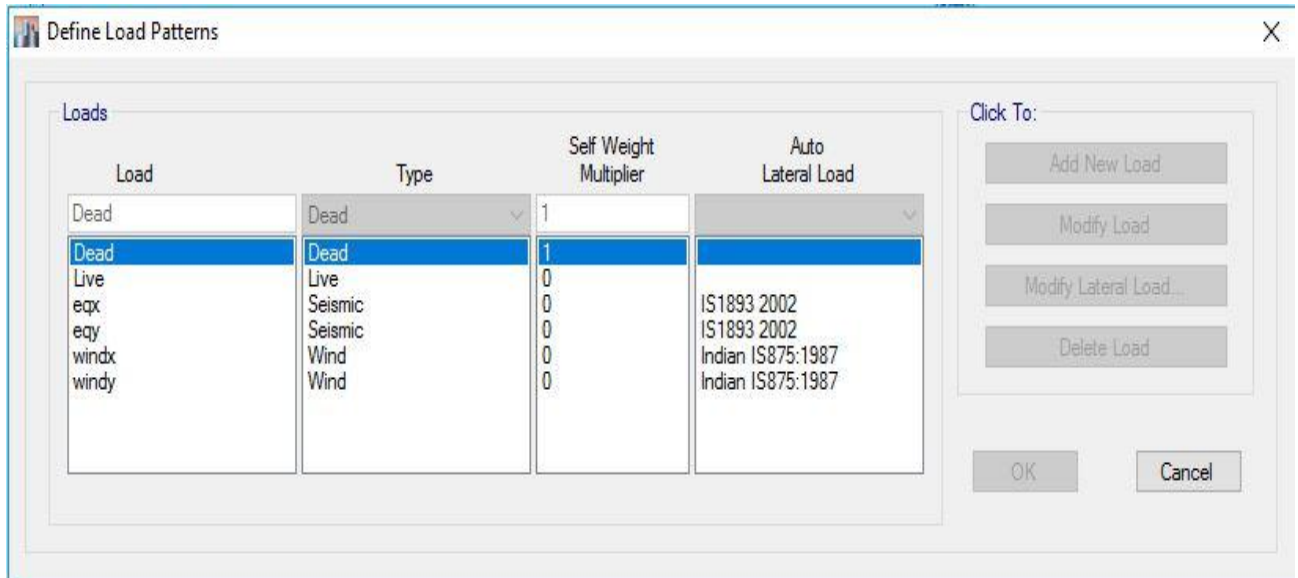 Define Load Patterns
Loads
Click To:
Load Type Self Weight Multiplier Auto Lateral Load
Dead Dead 1
Dead Dead 1
Live Live 0
eqx Seismic 0 IS1893 2002
eqy Seismic 0 IS1893 2002
windx Wind 0 Indian IS875:1987
windy Wind 0 Indian IS875:1987
Add New Load
Modify Load
Modify Lateral Load...
Delete Load
OK Cancel